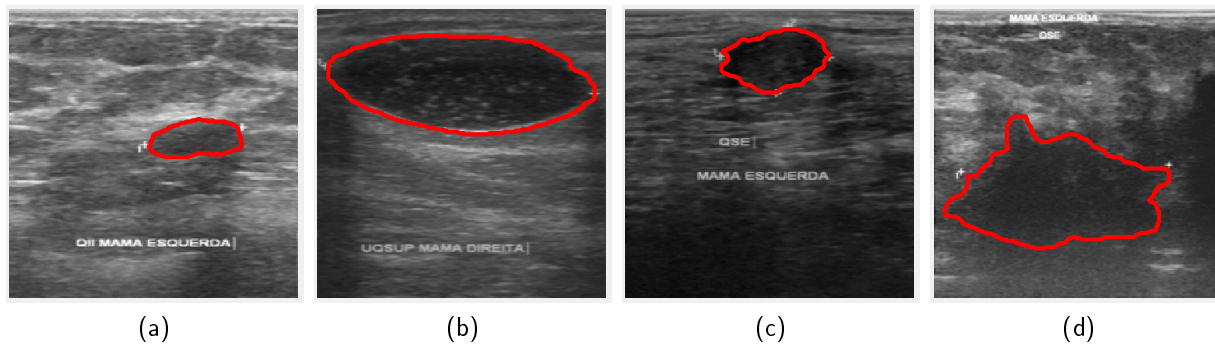 QII MAMA ESQUERDA
UQSUP MAMA DIREITA
QSE
MAMA ESQUERDA
MAMA ESQUERDA
QSE
(a) (b) (c) (d)